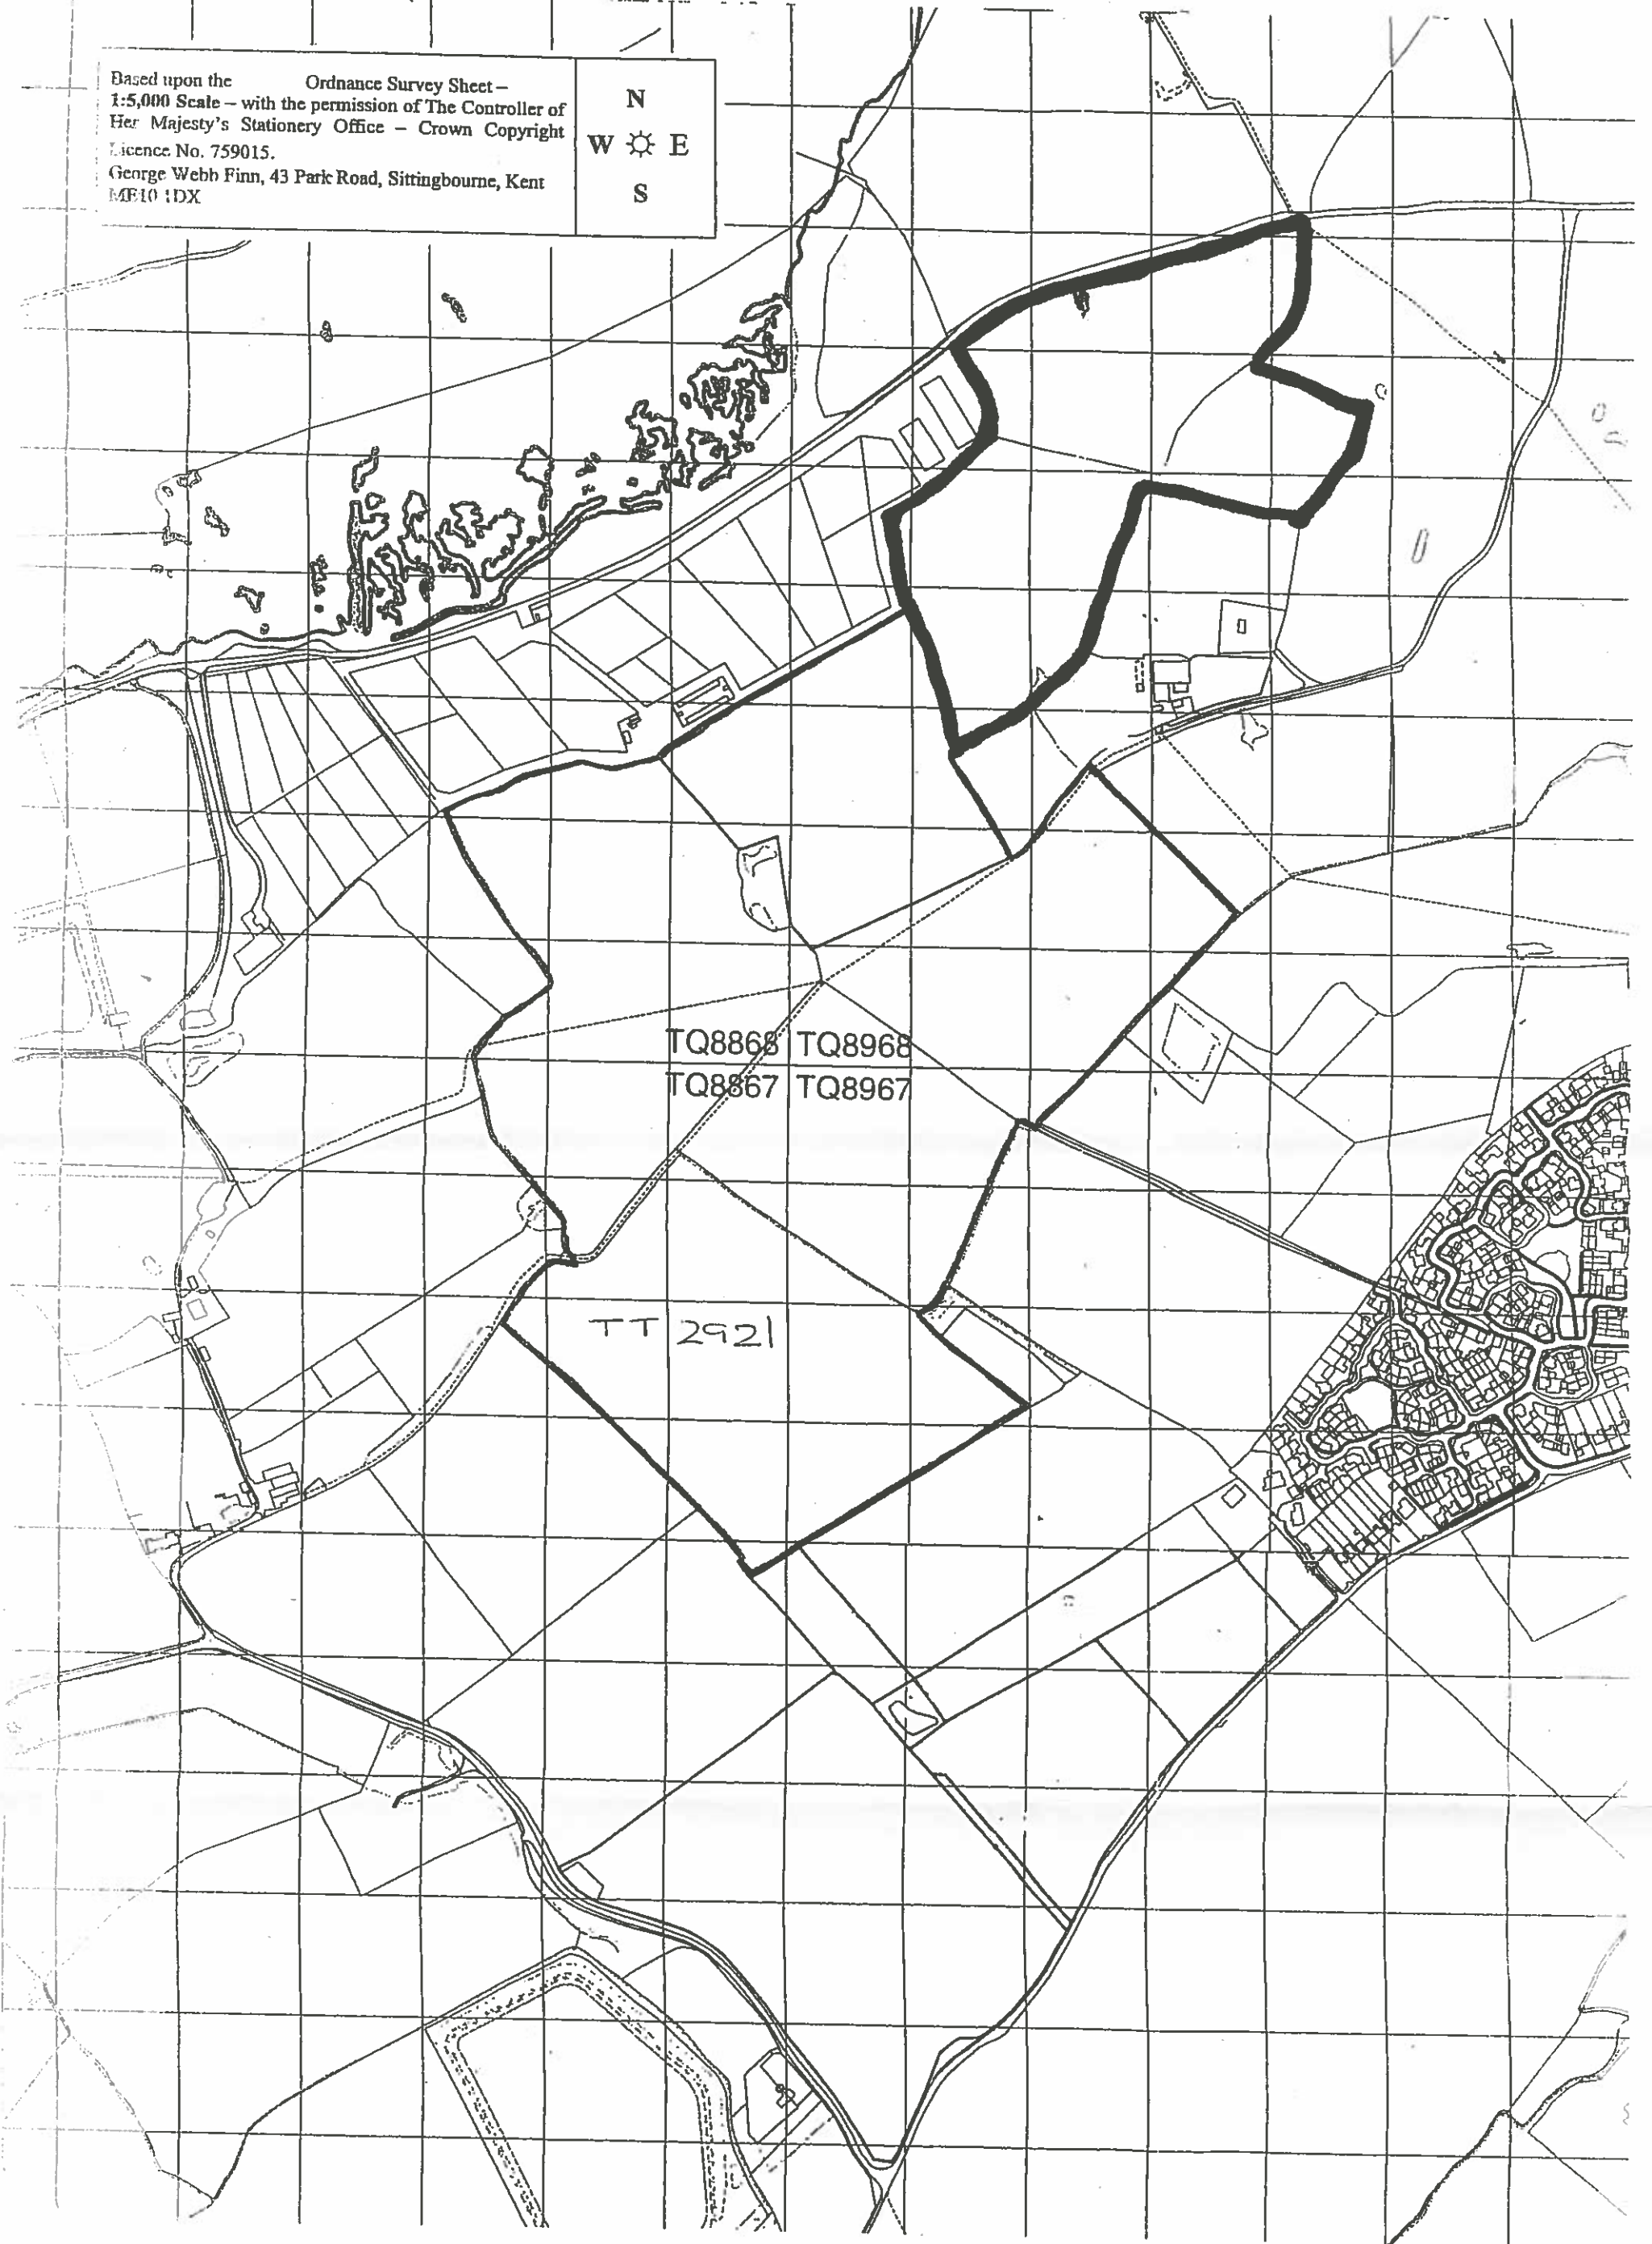 Based upon the Ordnance Survey Sheet –
1:5,000 Scale – with the permission of The Controller of
Her Majesty's Stationery Office – Crown Copyright
Licence No. 759015.
George Webb Finn, 43 Park Road, Sittingbourne, Kent
ME10 1DX
N
W E
S
TQ8868 TQ8968
TQ8867 TQ8967
TT 2921